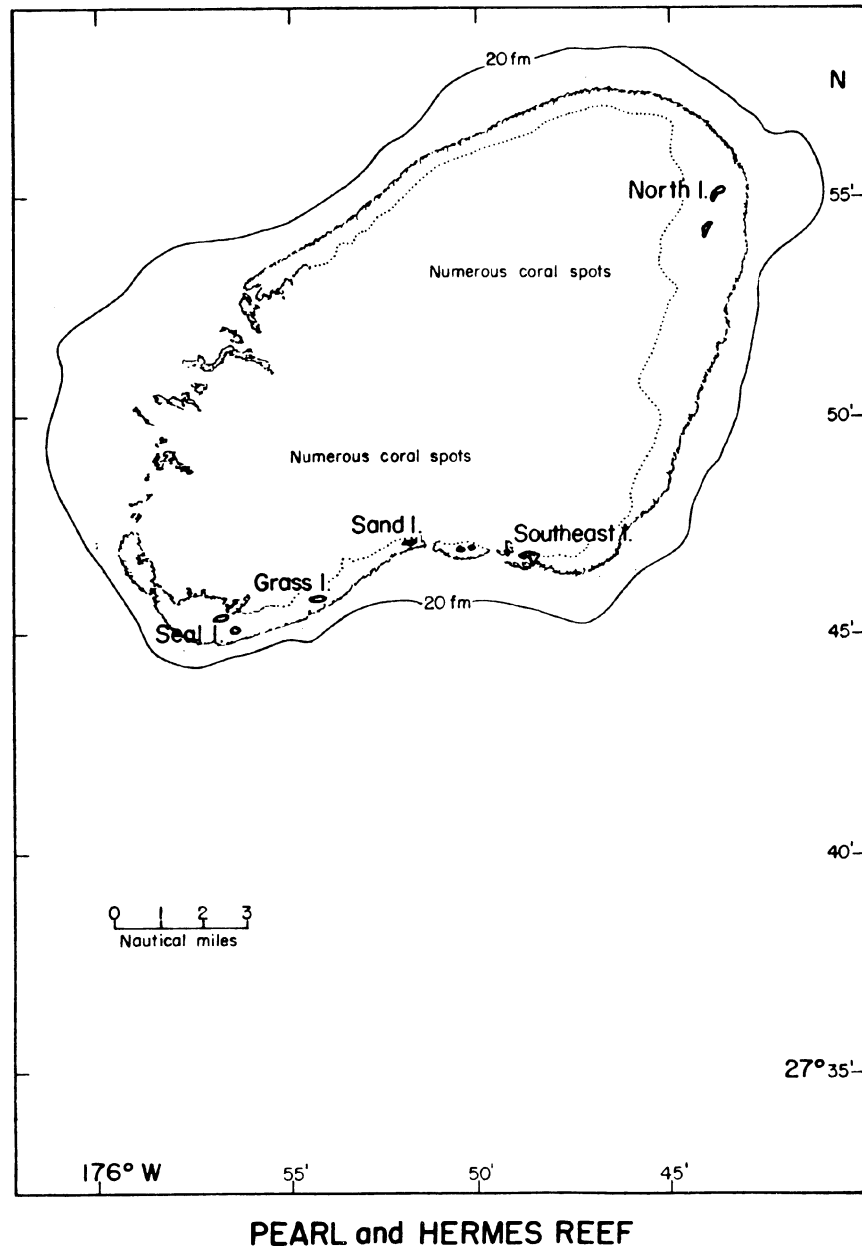 20 fm
N
North I.
55'
Numerous coral spots
50'
Numerous coral spots
Sand I.
Southeast I.
Grass I.
20 fm
Seal I.
45'
40'
0 1 2 3
Nautical miles
27° 35'
176° W 55' 50' 45'
PEARL and HERMES REEF